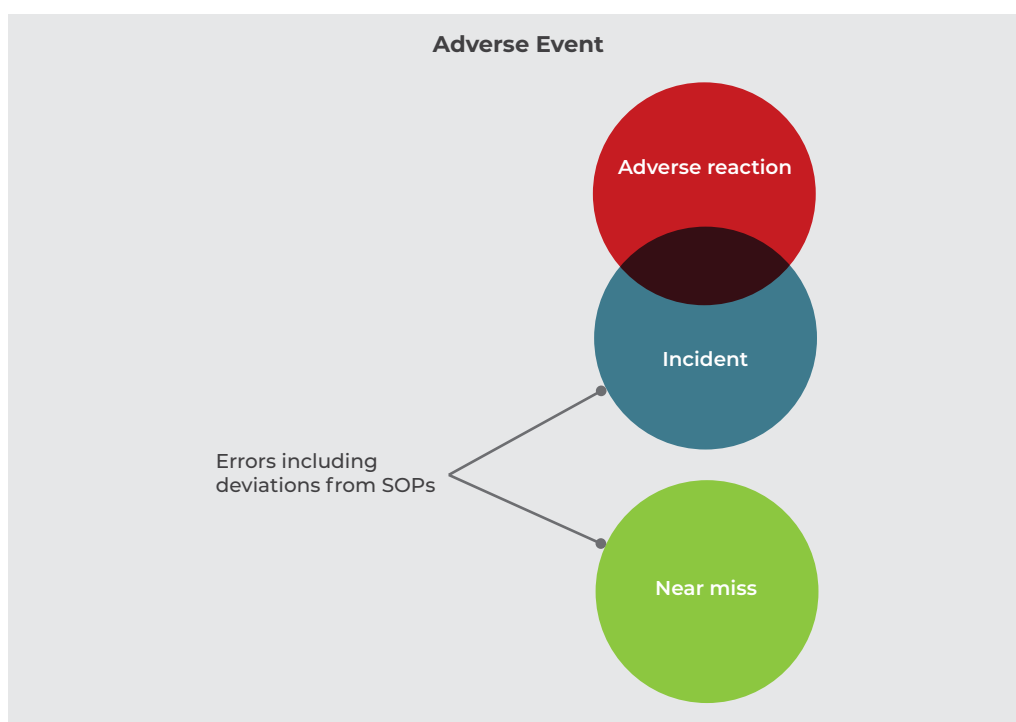 Adverse Event
Adverse reaction
Incident
Errors including
deviations from SOPs
Near miss